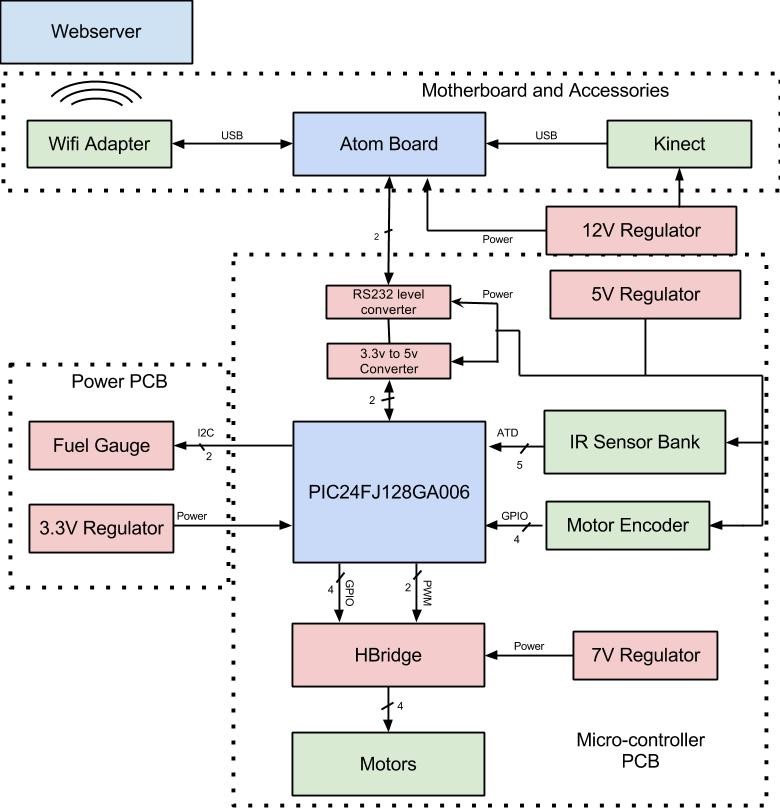 Webserver
Motherboard and Accessories
Wifi Adapter
USB
Atom Board
USB
Kinect
12V Regulator
Power
2
RS232 level
converter
Power
5V Regulator
3.3v to 5v
Converter
2
Power PCB
Fuel Gauge
I2C
2
3.3V Regulator
Power
PIC24FJ128GA006
ATD
5
IR Sensor Bank
GPIO
4
Motor Encoder
4
GPIO
2
PWM
HBridge
Power
7V Regulator
4
Motors
Micro-controller
PCB